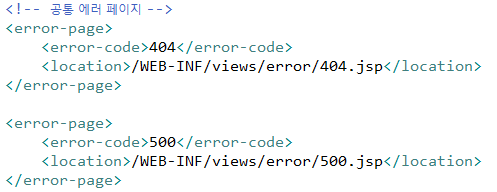 <!-- 공통 에러 페이지 -->
<error-page>
    <error-code>404</error-code>
    <location>/WEB-INF/views/error/404.jsp</location>
</error-page>

<error-page>
    <error-code>500</error-code>
    <location>/WEB-INF/views/error/500.jsp</location>
</error-page>